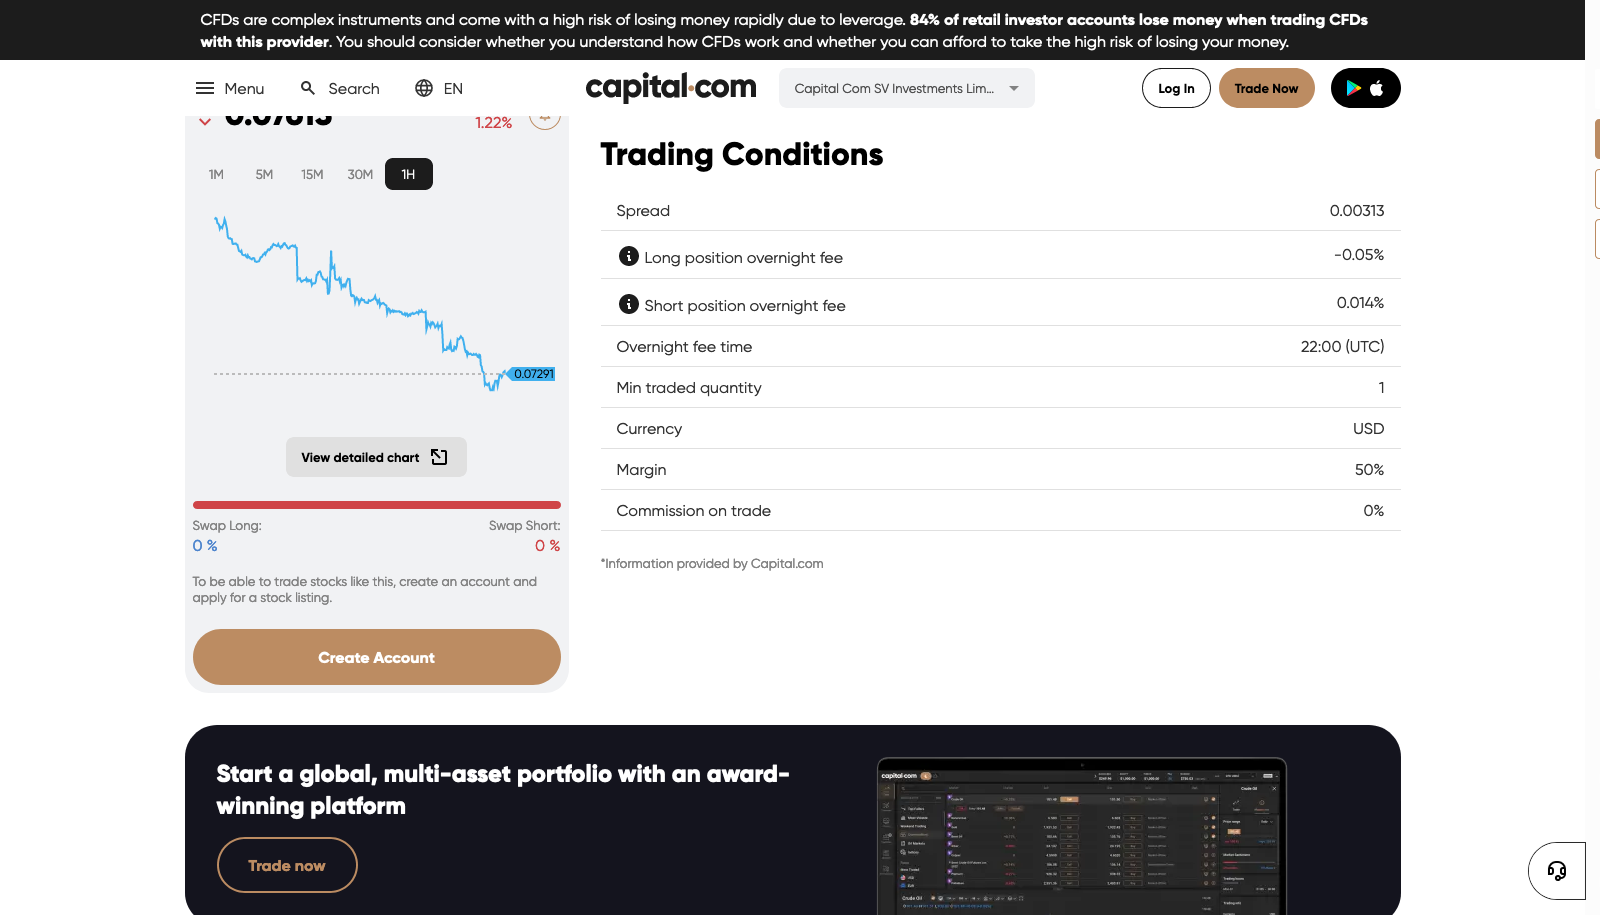 CFDs are complex instruments and come with a high risk of losing money rapidly due to leverage. 84% of retail investor accounts lose money when trading CFDs
with this provider. You should consider whether you understand how CFDs work and whether you can afford to take the high risk of losing your money.
Menu
Search
EN
capital.com
Capital Com SV Investments Lim...
Log In
Trade Now
1.22%
1M
5M
15M
30M
1H
0.07291
View detailed chart
Swap Long:
Swap Short:
0 %
0 %
To be able to trade stocks like this, create an account and
apply for a stock listing.
Create Account
Trading Conditions
Spread
0.00313
Long position overnight fee
-0.05%
Short position overnight fee
0.014%
Overnight fee time
22:00 (UTC)
Min traded quantity
1
Currency
USD
Margin
50%
Commission on trade
0%
*Information provided by Capital.com
Start a global, multi-asset portfolio with an award-
winning platform
Trade now
capital.com
Crude Oil
Crude Oil